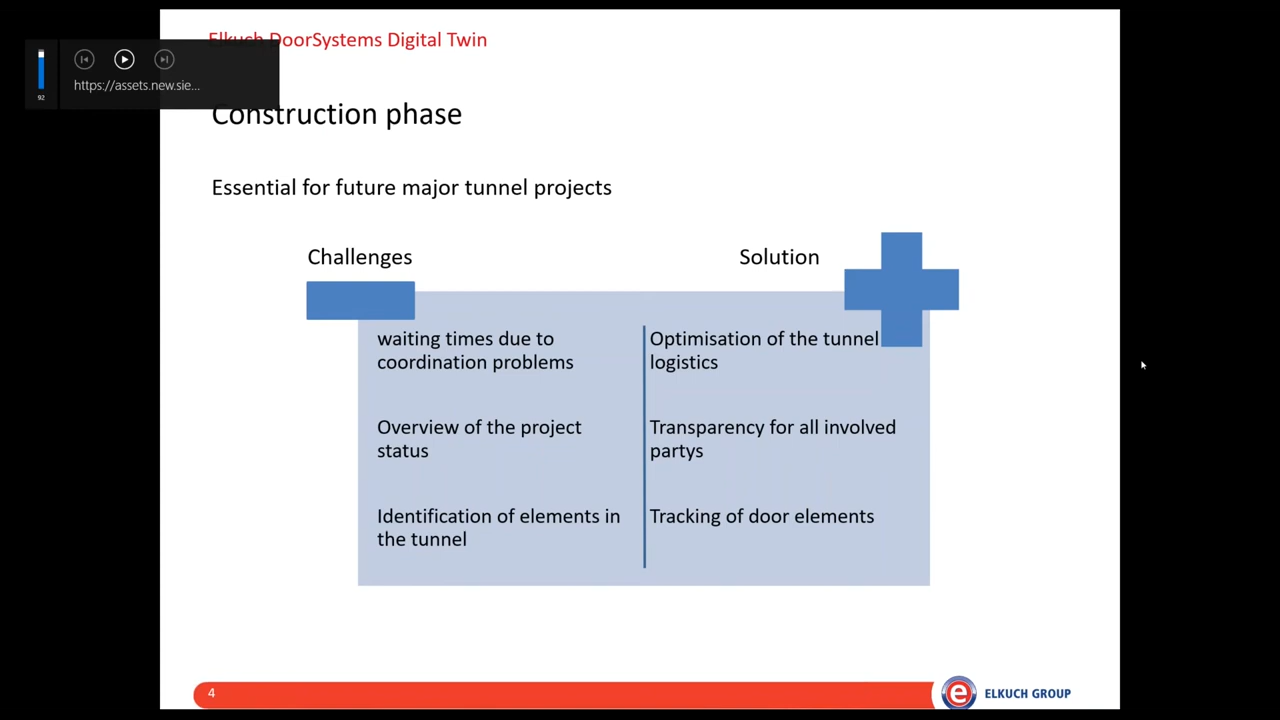 Elkuch DoorSystems Digital Twin
https://assets.new.sie...
92
Construction phase
Essential for future major tunnel projects
Challenges
Solution
waiting times due to
coordination problems
Optimisation of the tunnel
logistics
Overview of the project
status
Transparency for all involved
partys
Identification of elements in
the tunnel
Tracking of door elements
4
e
ELKUCH GROUP